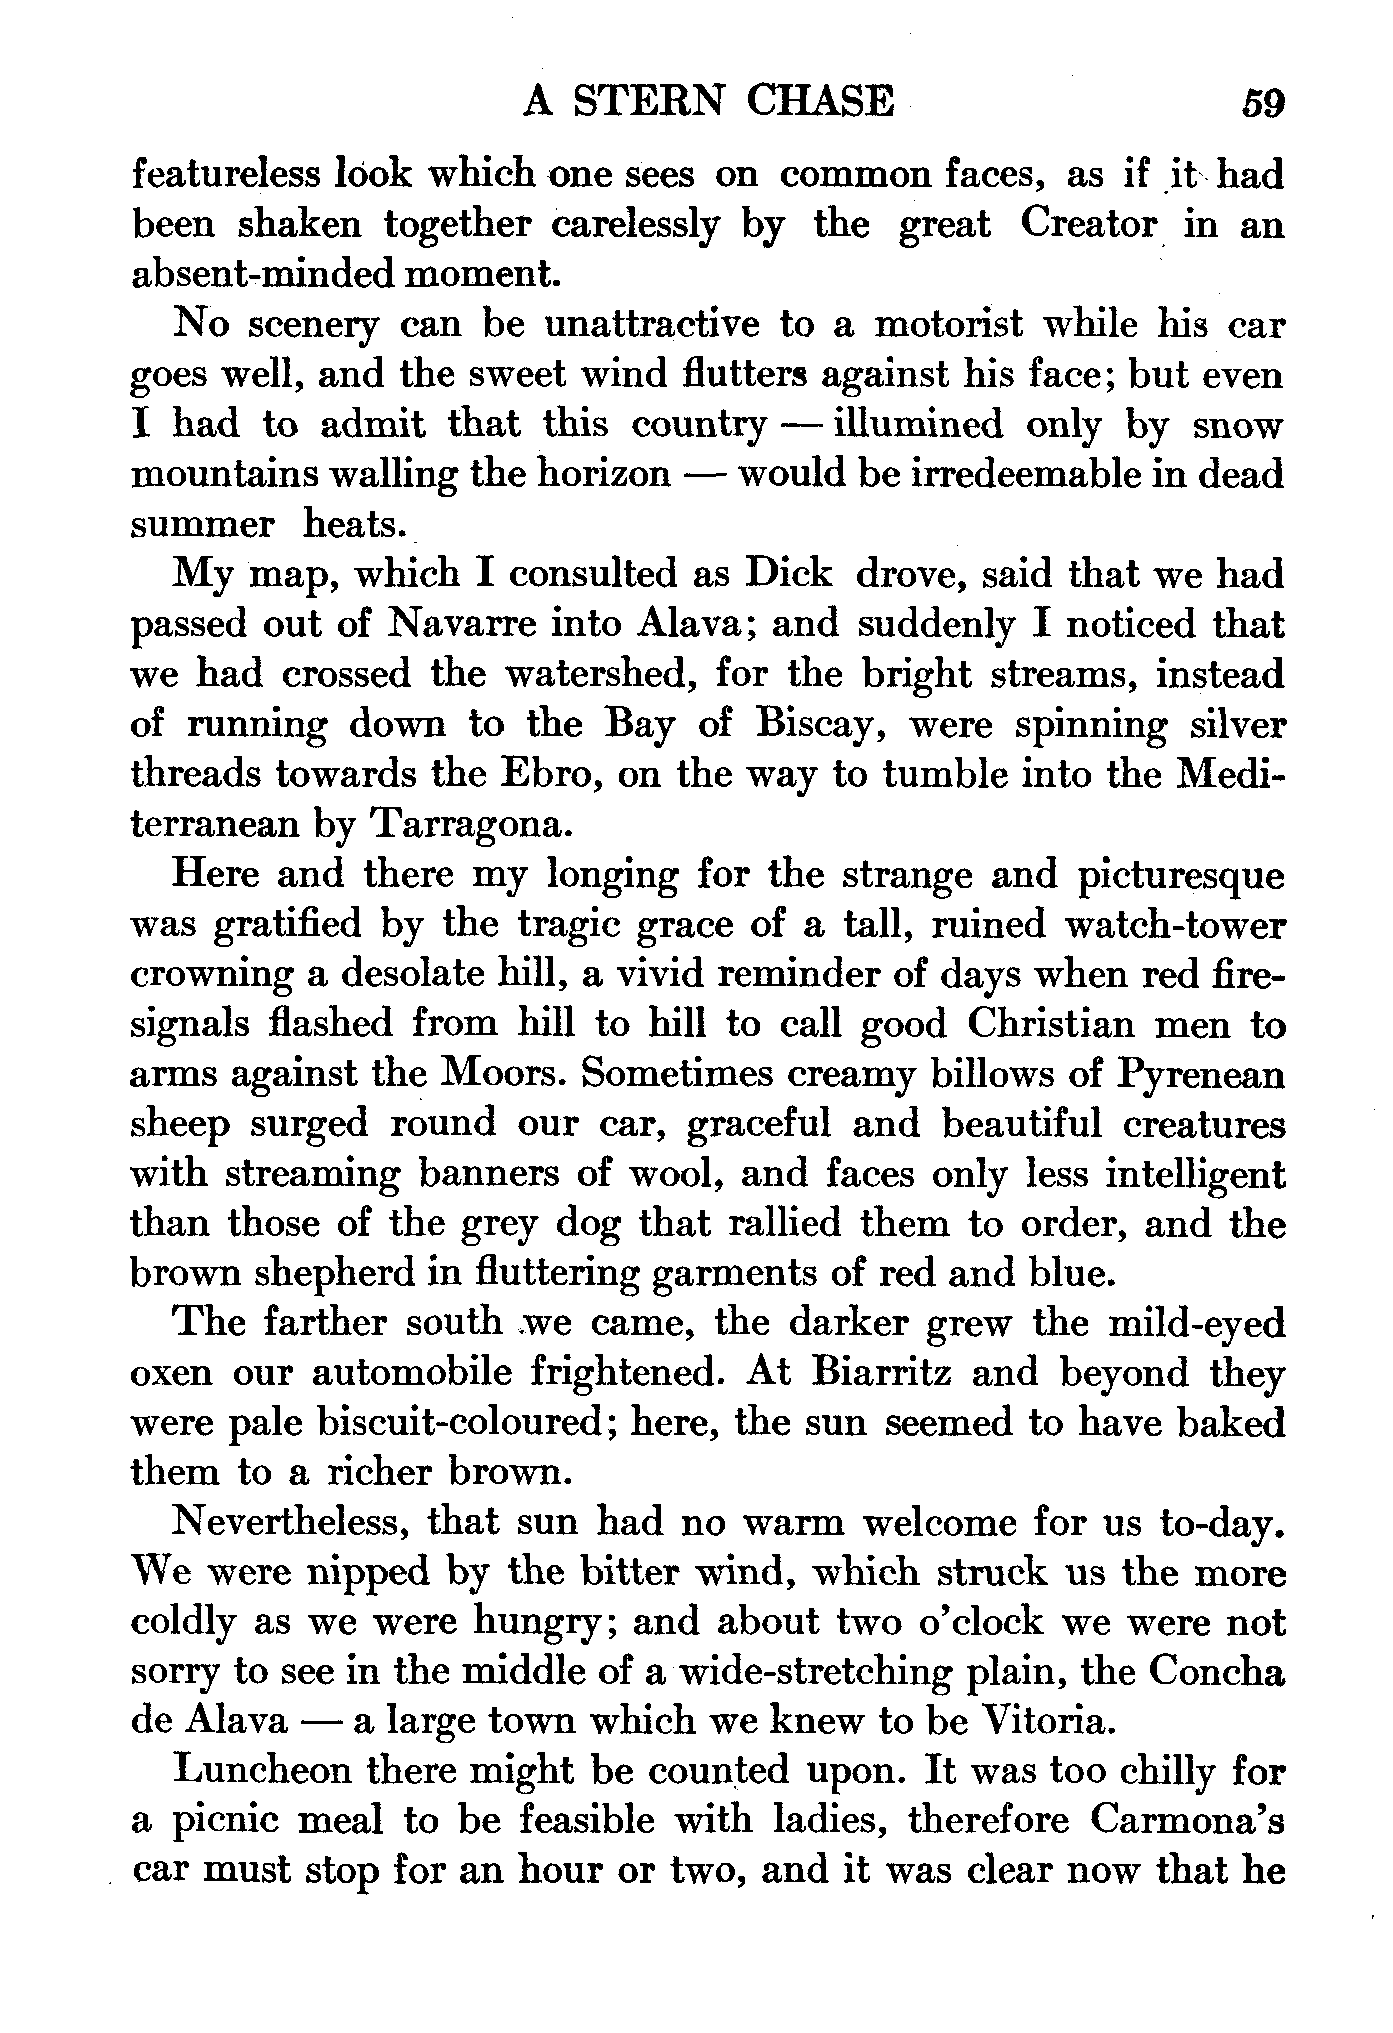 A STERN CHASE 59
featureless look which one sees on common faces, as if it had
been shaken together carelessly by the great Creator in an
absent-minded moment.
No scenery can be unattractive to a motorist while his car
goes well, and the sweet wind flutters against his face; but even
I had to admit that this country — illumined only by snow
mountains walling the horizon — would be irredeemable in dead
summer heats.
My map, which I consulted as Dick drove, said that we had
passed out of Navarre into Alava; and suddenly I noticed that
we had crossed the watershed, for the bright streams, instead
of running down to the Bay of Biscay, were spinning silver
threads towards the Ebro, on the way to tumble into the Medi-
terranean by Tarragona.
Here and there my longing for the strange and picturesque
was gratified by the tragic grace of a tall, ruined watch-tower
crowning a desolate hill, a vivid reminder of days when red fire-
signals flashed from hill to hill to call good Christian men to
arms against the Moors. Sometimes creamy billows of Pyrenean
sheep surged round our car, graceful and beautiful creatures
with streaming banners of wool, and faces only less intelligent
than those of the grey dog that rallied them to order, and the
brown shepherd in fluttering garments of red and blue.
The farther south we came, the darker grew the mild-eyed
oxen our automobile frightened. At Biarritz and beyond they
were pale biscuit-coloured; here, the sun seemed to have baked
them to a richer brown.
Nevertheless, that sun had no warm welcome for us to-day.
We were nipped by the bitter wind, which struck us the more
coldly as we were hungry; and about two o'clock we were not
sorry to see in the middle of a wide-stretching plain, the Concha
de Alava — a large town which we knew to be Vitoria.
Luncheon there might be counted upon. It was too chilly for
a picnic meal to be feasible with ladies, therefore Carmona's
car must stop for an hour or two, and it was clear now that he